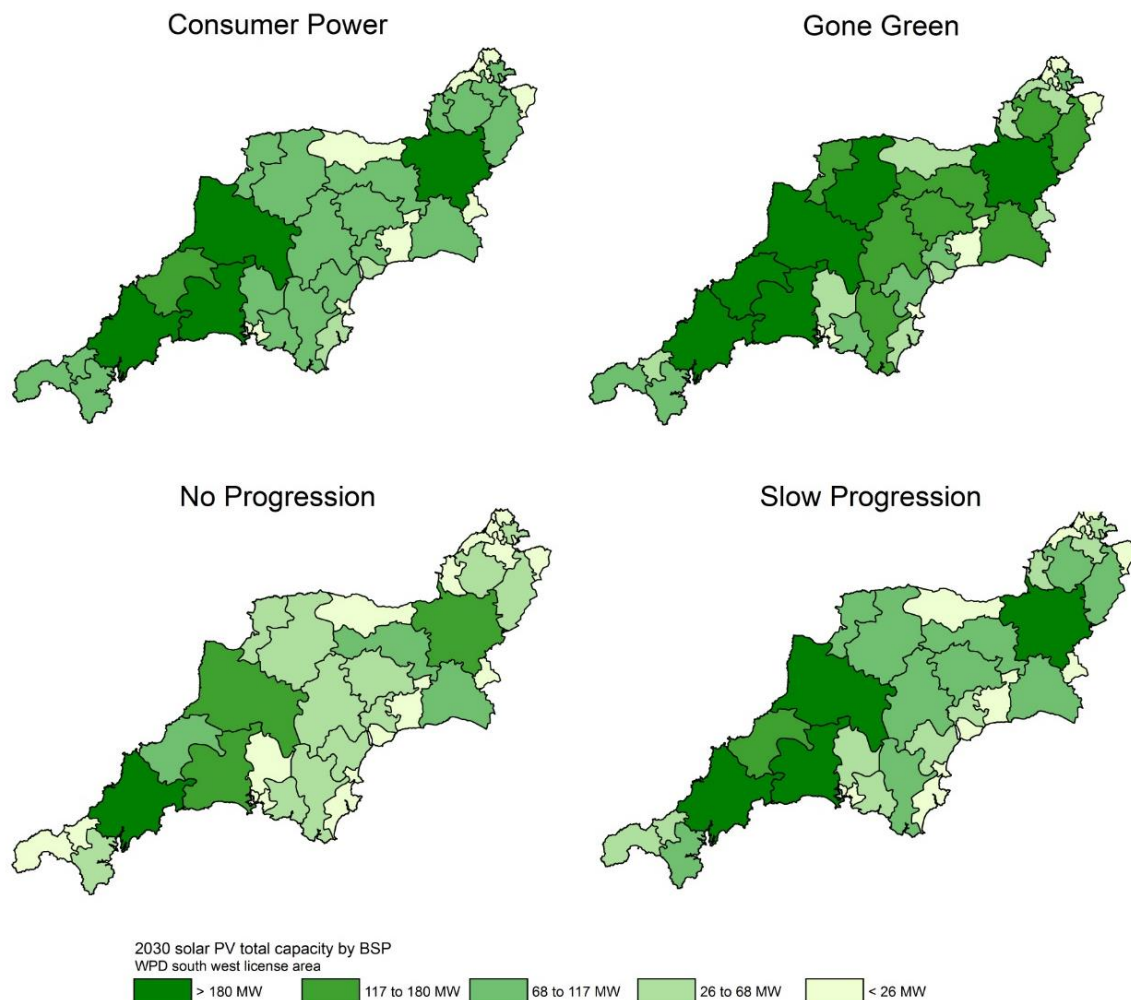 Consumer Power
Gone Green
No Progression
Slow Progression
2030 solar PV total capacity by BSP
WPD south west license area
> 180 MW
117 to 180 MW
68 to 117 MW
26 to 68 MW
< 26 MW